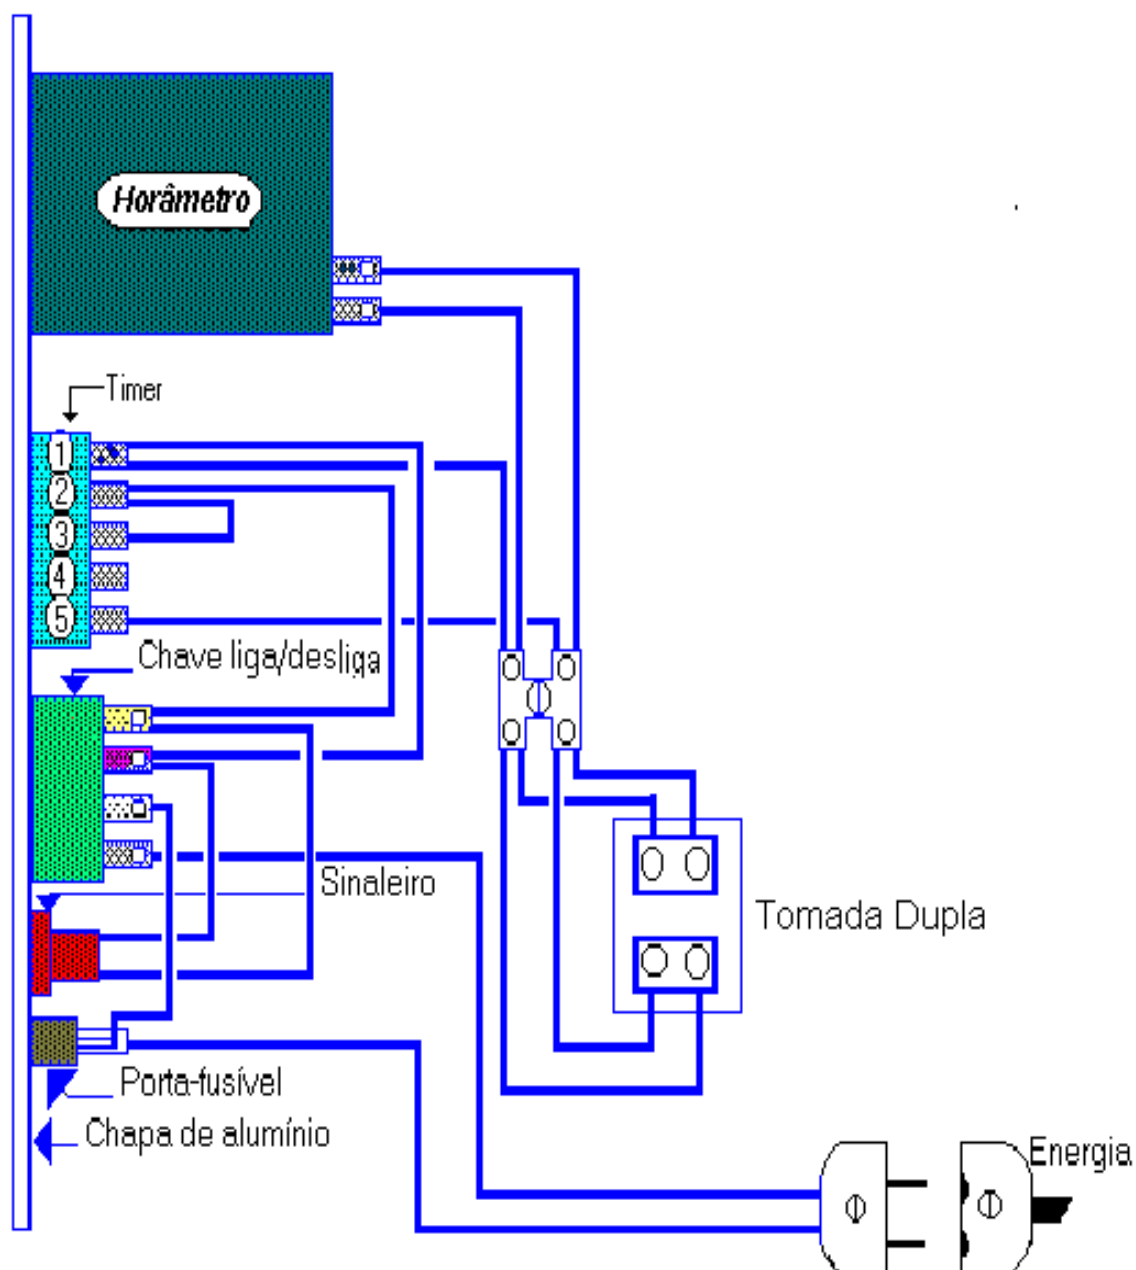 Horâmetro
Timer
1
2
3
4
5
Chave liga/desliga
Sinaleiro
Tomada Dupla
Porta-fusível
Chapa de alumínio
Energia